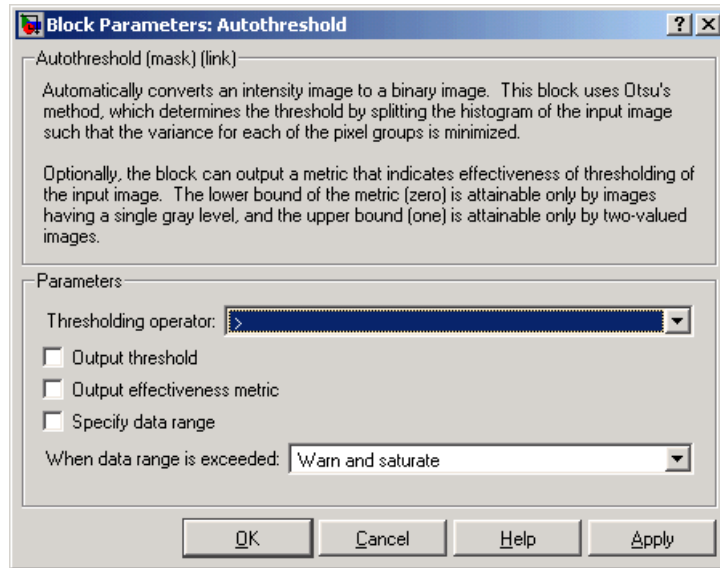 Block Parameters: Autothreshold
Autothreshold (mask) (link)
Automatically converts an intensity image to a binary image. This block uses Otsu's
method, which determines the threshold by splitting the histogram of the input image
such that the variance for each of the pixel groups is minimized.
Optionally, the block can output a metric that indicates effectiveness of thresholding of
the input image. The lower bound of the metric (zero) is attainable only by images
having a single gray level, and the upper bound (one) is attainable only by two-valued
images.
Parameters
Thresholding operator: >
Output threshold
Output effectiveness metric
Specify data range
When data range is exceeded: Warn and saturate
OK Cancel Help Apply